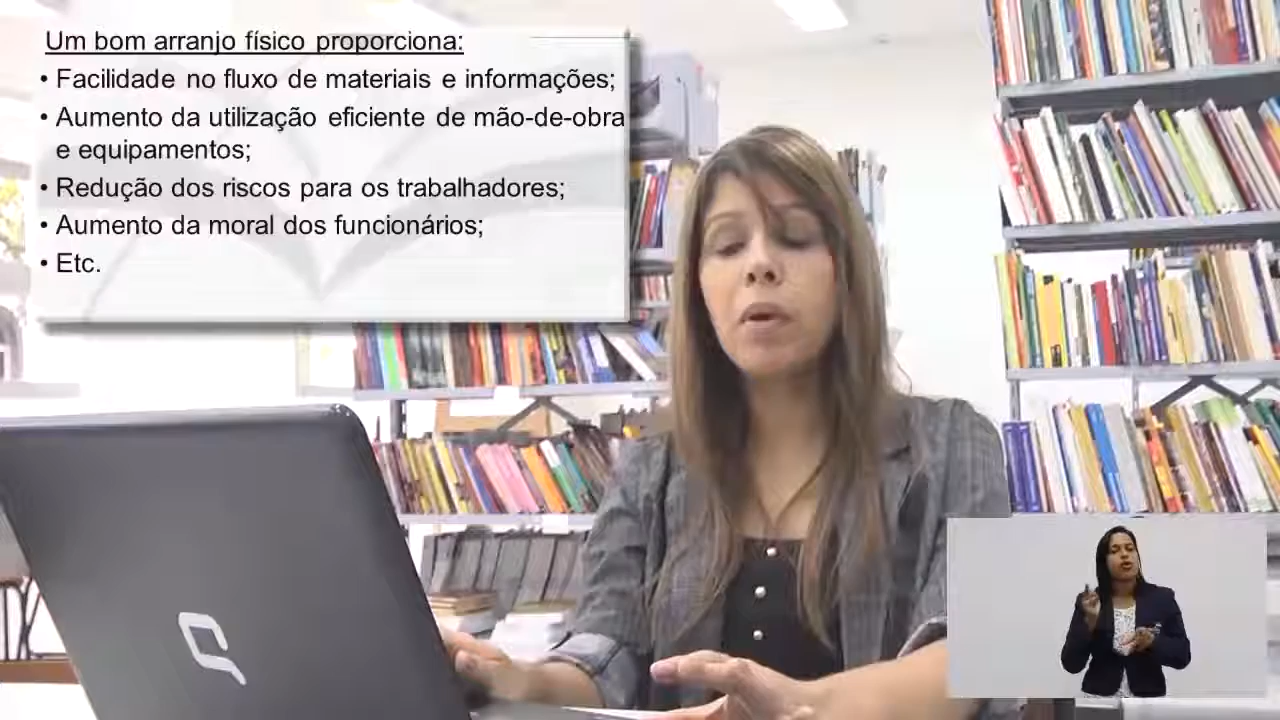 Um bom arranjo físico proporciona:
• Facilidade no fluxo de materiais e informações;
• Aumento da utilização eficiente de mão-de-obra
e equipamentos;
• Redução dos riscos para os trabalhadores;
• Aumento da moral dos funcionários;
• Etc.